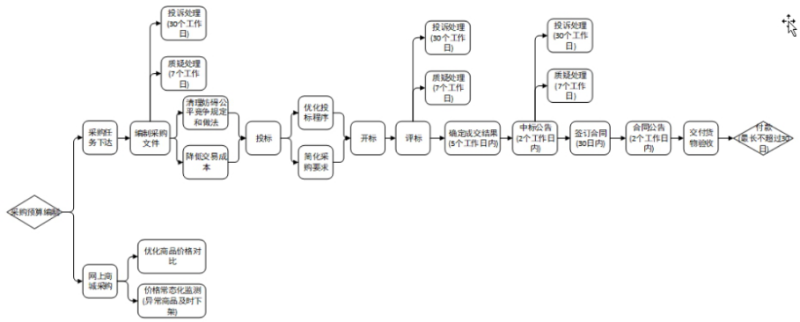 投诉处理
(30个工作
日)
投诉处理
(30个工作
日)
投诉处理
(30个工作
日)
质疑处理
(7个工作
日)
质疑处理
(7个工作
日)
质疑处理
(7个工作
日)
清理妨碍公
平竞争规定
和做法
优化投
标程序
采购任
务下达
编制采购
文件
投标
开标
评标
确定成交结果
(5个工作日内)
中标公告
(2个工作日
内)
签订合同
(30日内)
合同公告
(2个工作日
内)
交付货
物验收
付款
(最长不超过30
日)
降低交易成
本
简化采
购要求
采购预算编制
优化商品价格对
比
网上商
城采购
价格常态化监测
(异常商品及时下
架)